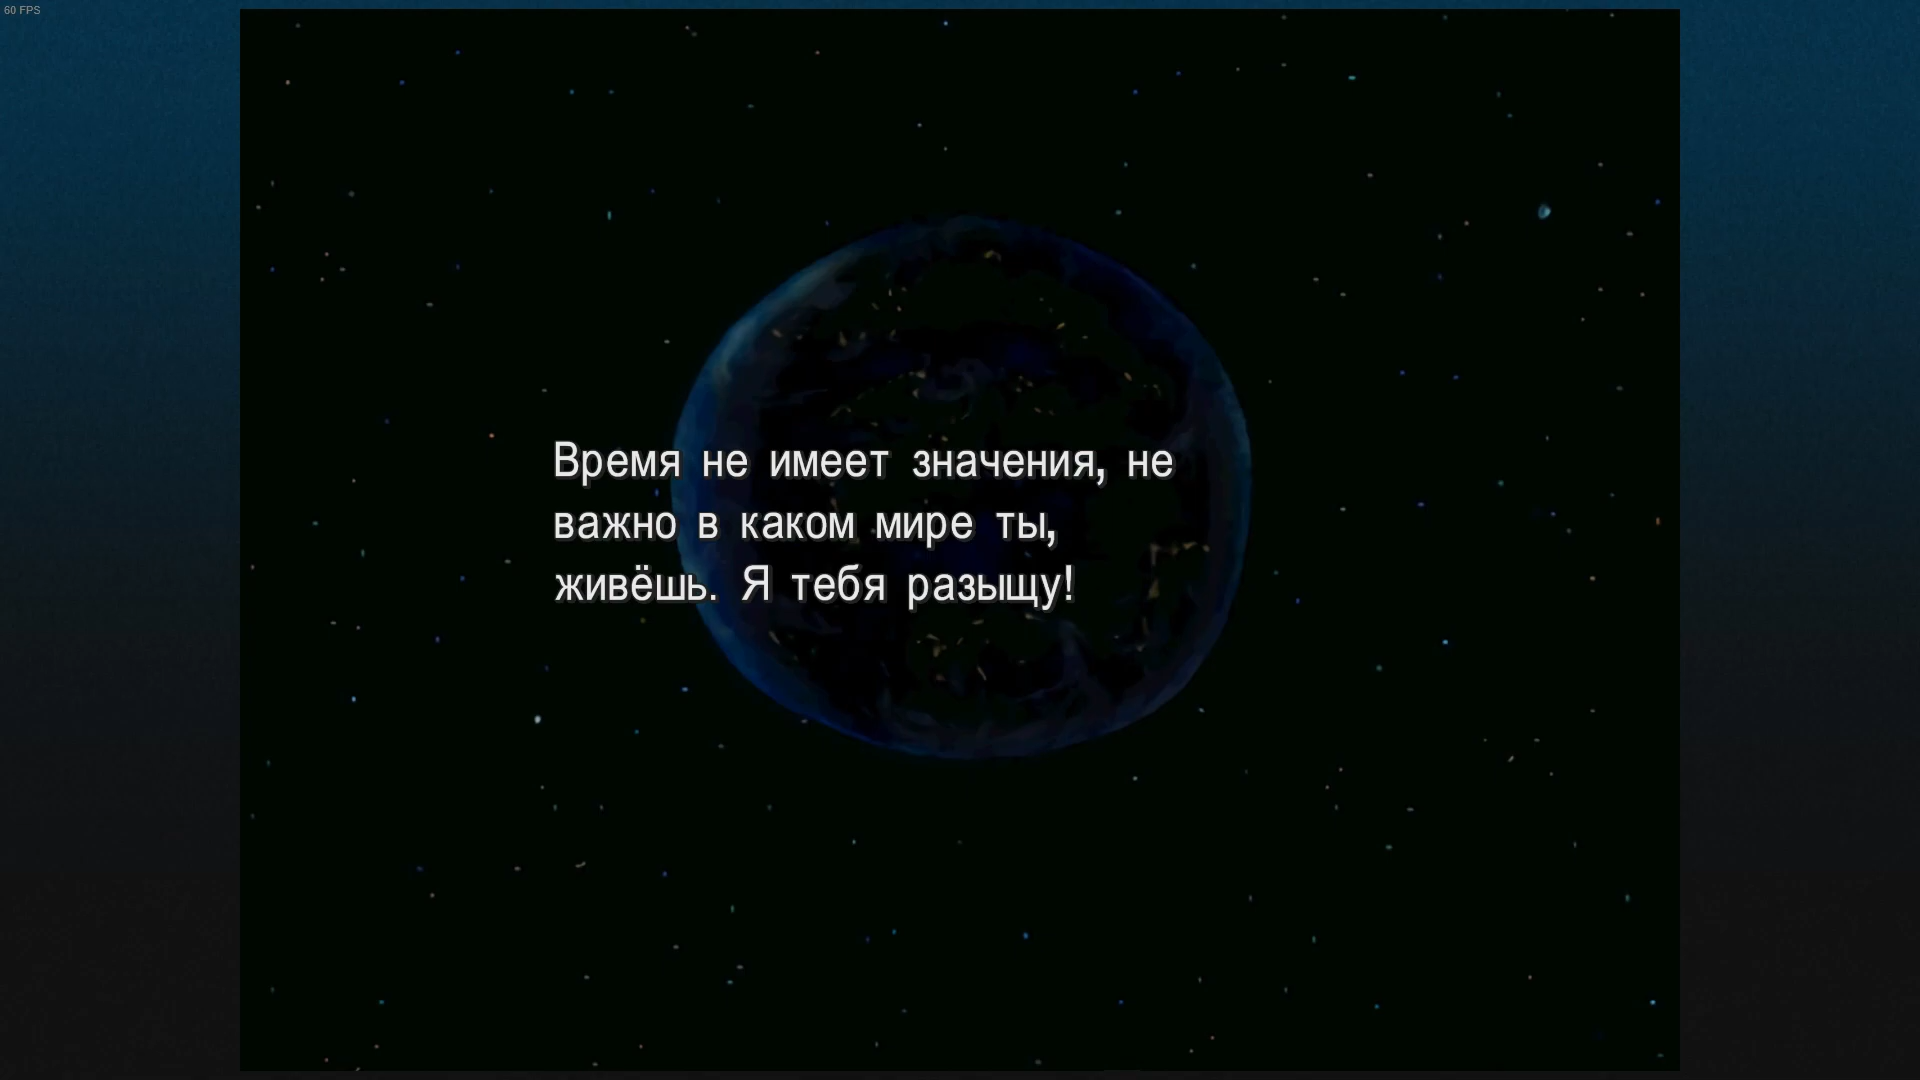 60 FPS
Время не имеет значения, не
важно в каком мире ты,
живёшь. Я тебя разыщу!